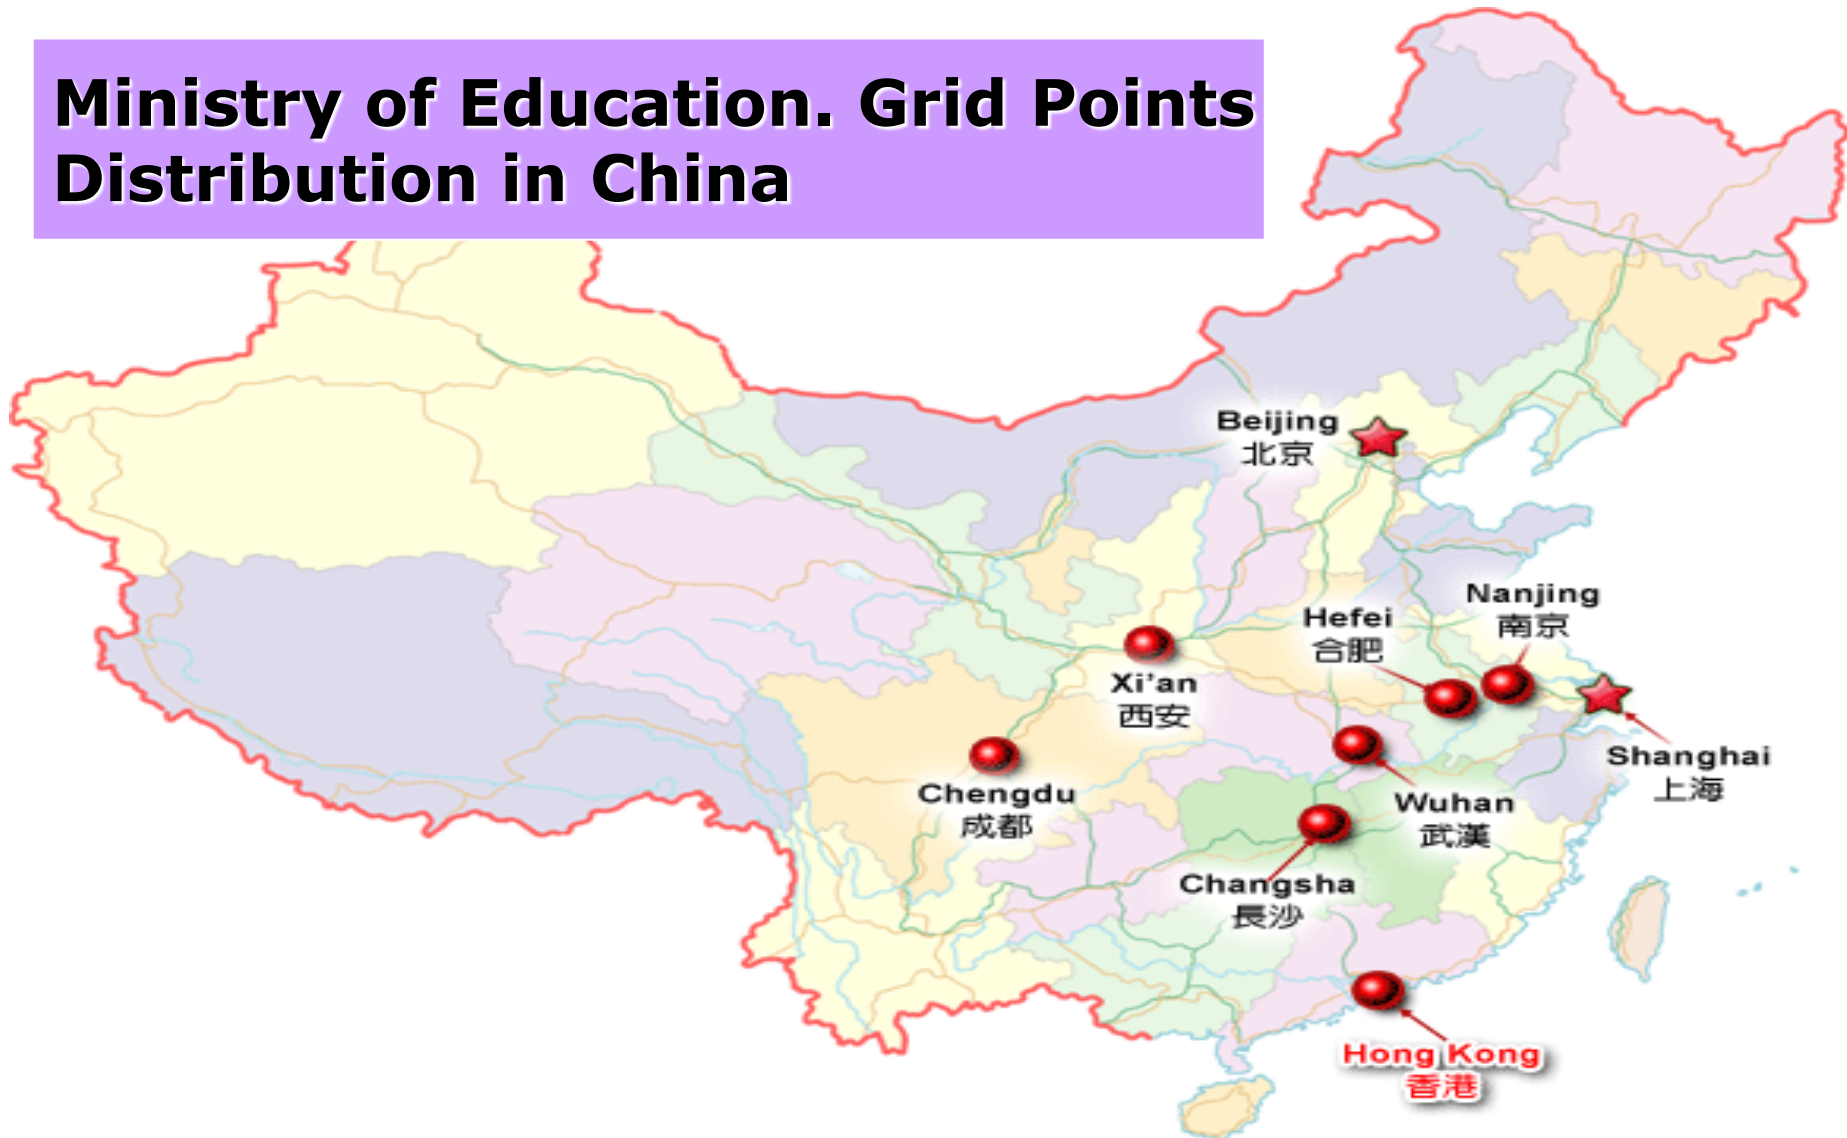 Ministry of Education. Grid Points
Distribution in China
Beijing
北京
Nanjing
南京
Hefei
合肥
Xi’an
西安
Shanghai
上海
Chengdu
成都
Wuhan
武漢
Changsha
長沙
Hong Kong
香港